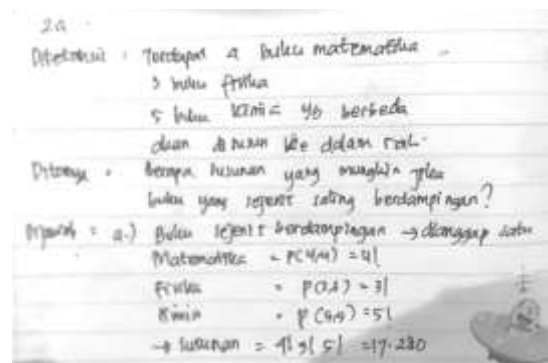 2a
Diketahui : Terdapat 4 buku matematika
3 buku fisika
5 buku kimia yg berbeda
akan disusun ke dalam rak.
Ditanya : berapa susunan yang mungkin jika
buku yang sejenis saling berdampingan?
Dijawab = a.) Buku sejenis berdampingan → dianggap satu
Matematika = P(4,4) = 4!
Fisika = P(3,3) = 3!
Kimia = P(5,5) = 5!
→ susunan = 4! 3! 5! = 17.280